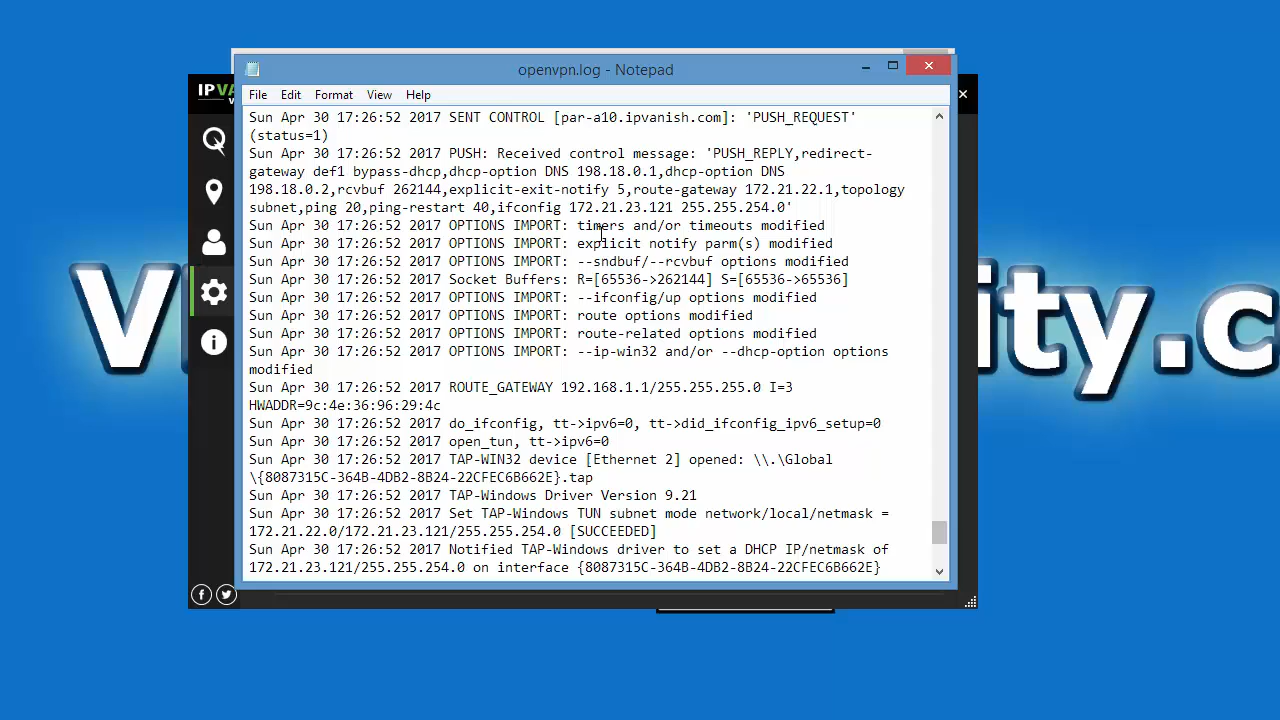 openvpn.log - Notepad
IPVA
V
File Edit Format View Help
Sun Apr 30 17:26:52 2017 SENT CONTROL [par-a10.ipvanish.com]: 'PUSH_REQUEST'
(status=1)
Sun Apr 30 17:26:52 2017 PUSH: Received control message: 'PUSH_REPLY,redirect-
gateway def1 bypass-dhcp,dhcp-option DNS 198.18.0.1,dhcp-option DNS
198.18.0.2,rcvbuf 262144,explicit-exit-notify 5,route-gateway 172.21.22.1,topology
subnet,ping 20,ping-restart 40,ifconfig 172.21.23.121 255.255.254.0'
Sun Apr 30 17:26:52 2017 OPTIONS IMPORT: timers and/or timeouts modified
Sun Apr 30 17:26:52 2017 OPTIONS IMPORT: explicit notify parm(s) modified
Sun Apr 30 17:26:52 2017 OPTIONS IMPORT: --sndbuf/--rcvbuf options modified
Sun Apr 30 17:26:52 2017 Socket Buffers: R=[65536->262144] S=[65536->65536]
Sun Apr 30 17:26:52 2017 OPTIONS IMPORT: --ifconfig/up options modified
Sun Apr 30 17:26:52 2017 OPTIONS IMPORT: route options modified
Sun Apr 30 17:26:52 2017 OPTIONS IMPORT: route-related options modified
Sun Apr 30 17:26:52 2017 OPTIONS IMPORT: --ip-win32 and/or --dhcp-option options
modified
Sun Apr 30 17:26:52 2017 ROUTE_GATEWAY 192.168.1.1/255.255.255.0 I=3
HWADDR=9c:4e:36:96:29:4c
Sun Apr 30 17:26:52 2017 do_ifconfig, tt->ipv6=0, tt->did_ifconfig_ipv6_setup=0
Sun Apr 30 17:26:52 2017 open_tun, tt->ipv6=0
Sun Apr 30 17:26:52 2017 TAP-WIN32 device [Ethernet 2] opened: \\.\Global
\{8087315C-364B-4DB2-8B24-22CFEC6B662E}.tap
Sun Apr 30 17:26:52 2017 TAP-Windows Driver Version 9.21
Sun Apr 30 17:26:52 2017 Set TAP-Windows TUN subnet mode network/local/netmask =
172.21.22.0/172.21.23.121/255.255.254.0 [SUCCEEDED]
Sun Apr 30 17:26:52 2017 Notified TAP-Windows driver to set a DHCP IP/netmask of
172.21.23.121/255.255.254.0 on interface {8087315C-364B-4DB2-8B24-22CFEC6B662E}
V ity.c